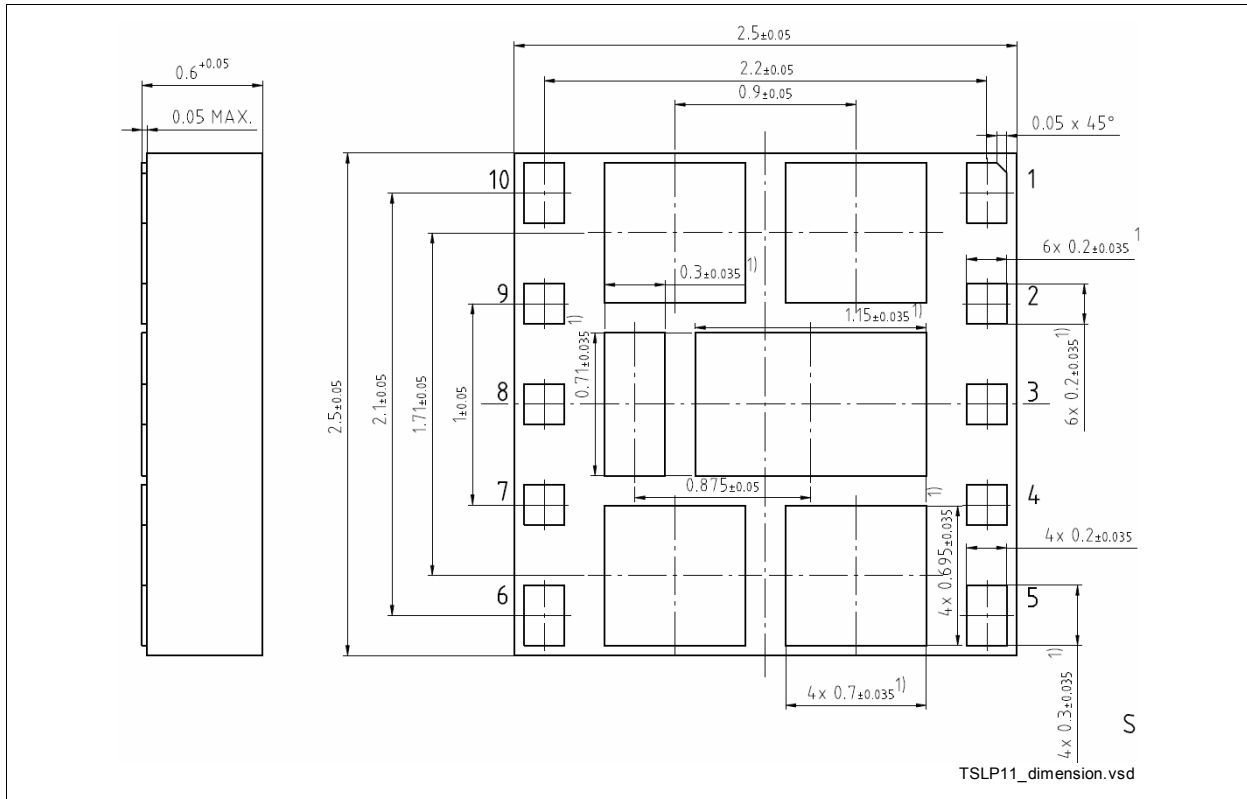 2.5±0.05
0.6+0.05
2.2±0.05
0.9±0.05
0.05 MAX.
0.05 x 45°
10
1
6x 0.2±0.035 1
0.3±0.035 1)
9
2
1.15±0.035 1)
0.71±0.035 1)
6x 0.2±0.035 1)
2.5±0.05
2.1±0.05
1.71±0.05
1±0.05
8
3
0.875±0.05
7
4
4x 0.695±0.035 1)
4x 0.2±0.035
6
5
4x 0.7±0.035 1)
4x 0.3±0.035 1)
S
TSLP11_dimension.vsd